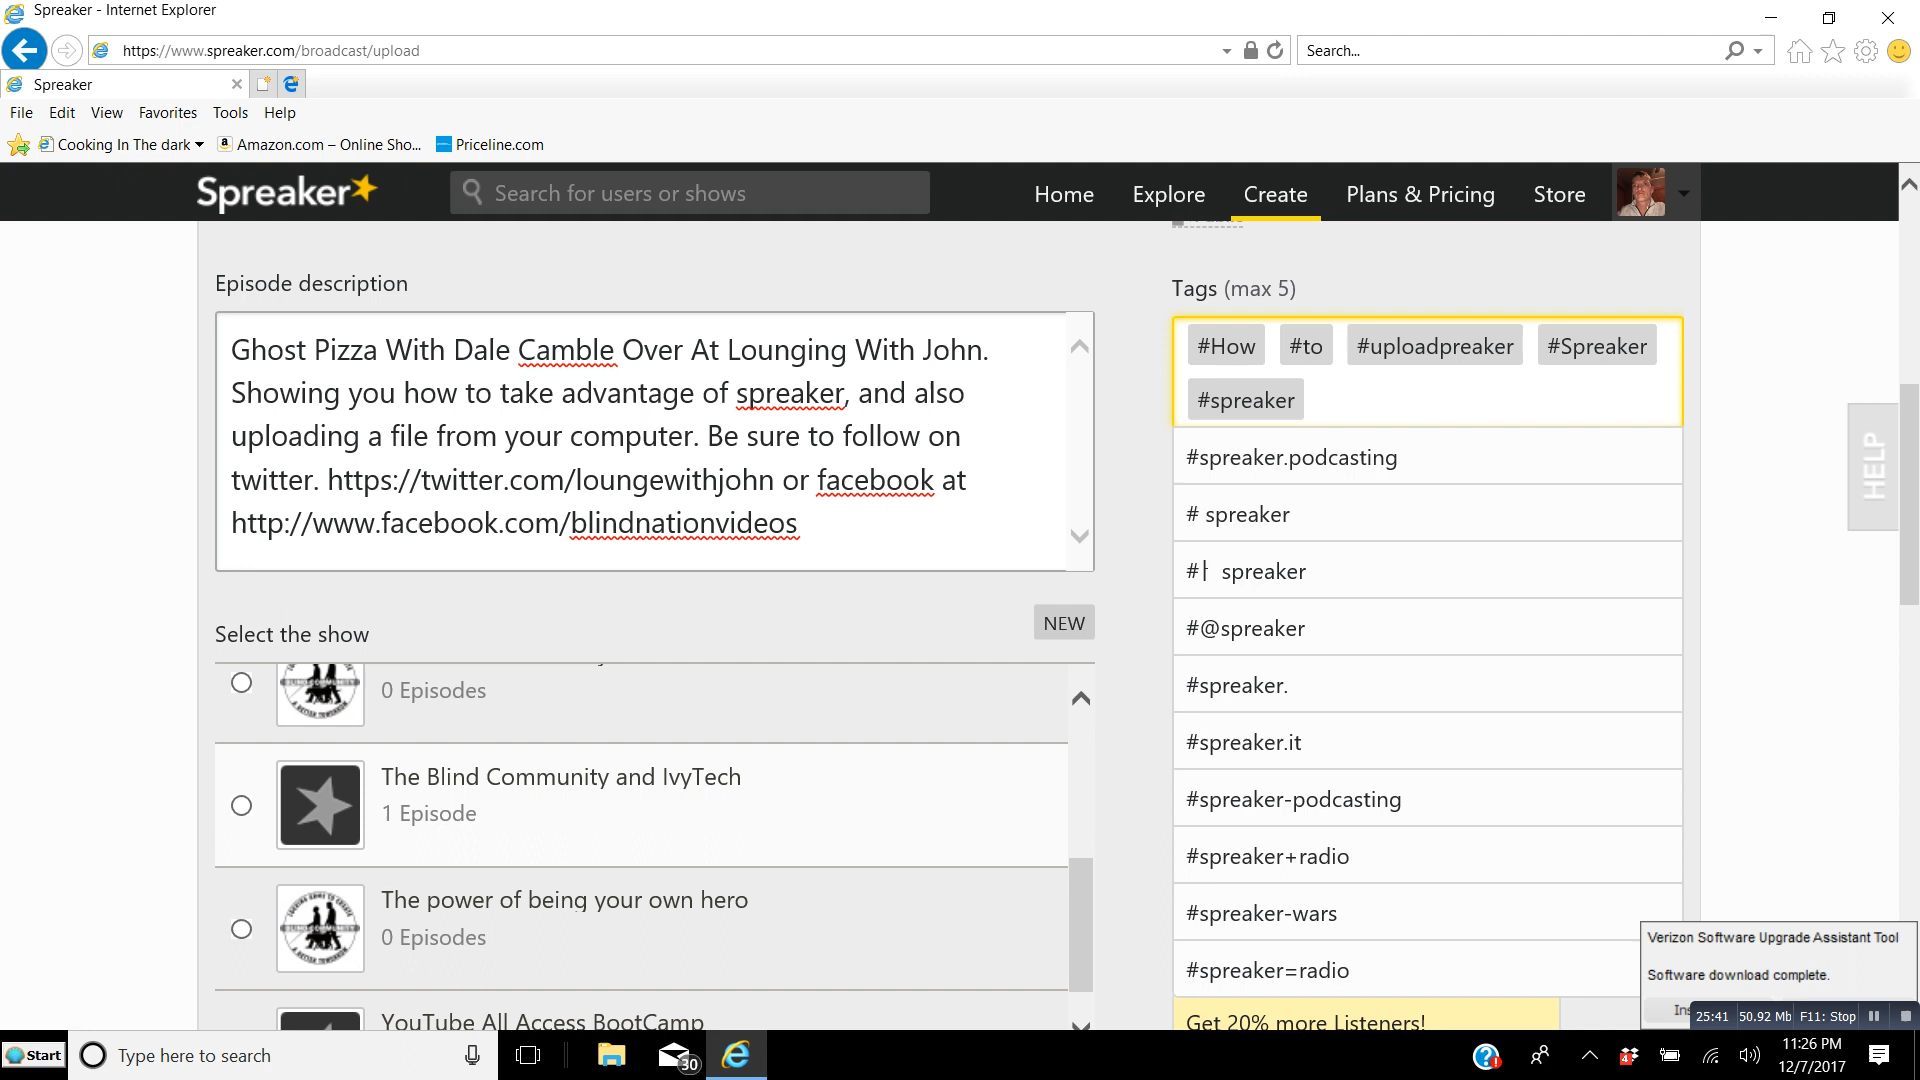 Spreaker - Internet Explorer
https://www.spreaker.com/broadcast/upload
Search...
Spreaker
File Edit View Favorites Tools Help
Cooking In The dark
Amazon.com – Online Sho...
Priceline.com
Spreaker
Search for users or shows
Home Explore Create Plans & Pricing Store
Episode description
Ghost Pizza With Dale Camble Over At Lounging With John.
Showing you how to take advantage of spreaker, and also
uploading a file from your computer. Be sure to follow on
twitter. https://twitter.com/loungewithjohn or facebook at
http://www.facebook.com/blindnationvideos
Select the show
NEW
0 Episodes
The Blind Community and IvyTech
1 Episode
The power of being your own hero
0 Episodes
YouTube All Access BootCamp
Tags (max 5)
#How #to #uploadpreaker #Spreaker
#spreaker
#spreaker.podcasting
# spreaker
#ㅏ spreaker
#@spreaker
#spreaker.
#spreaker.it
#spreaker-podcasting
#spreaker+radio
#spreaker-wars
#spreaker=radio
Get 20% more Listeners!
HELP
Verizon Software Upgrade Assistant Tool
Software download complete.
25:41 50.92 Mb F11: Stop
Start
Type here to search
30
11:26 PM
12/7/2017